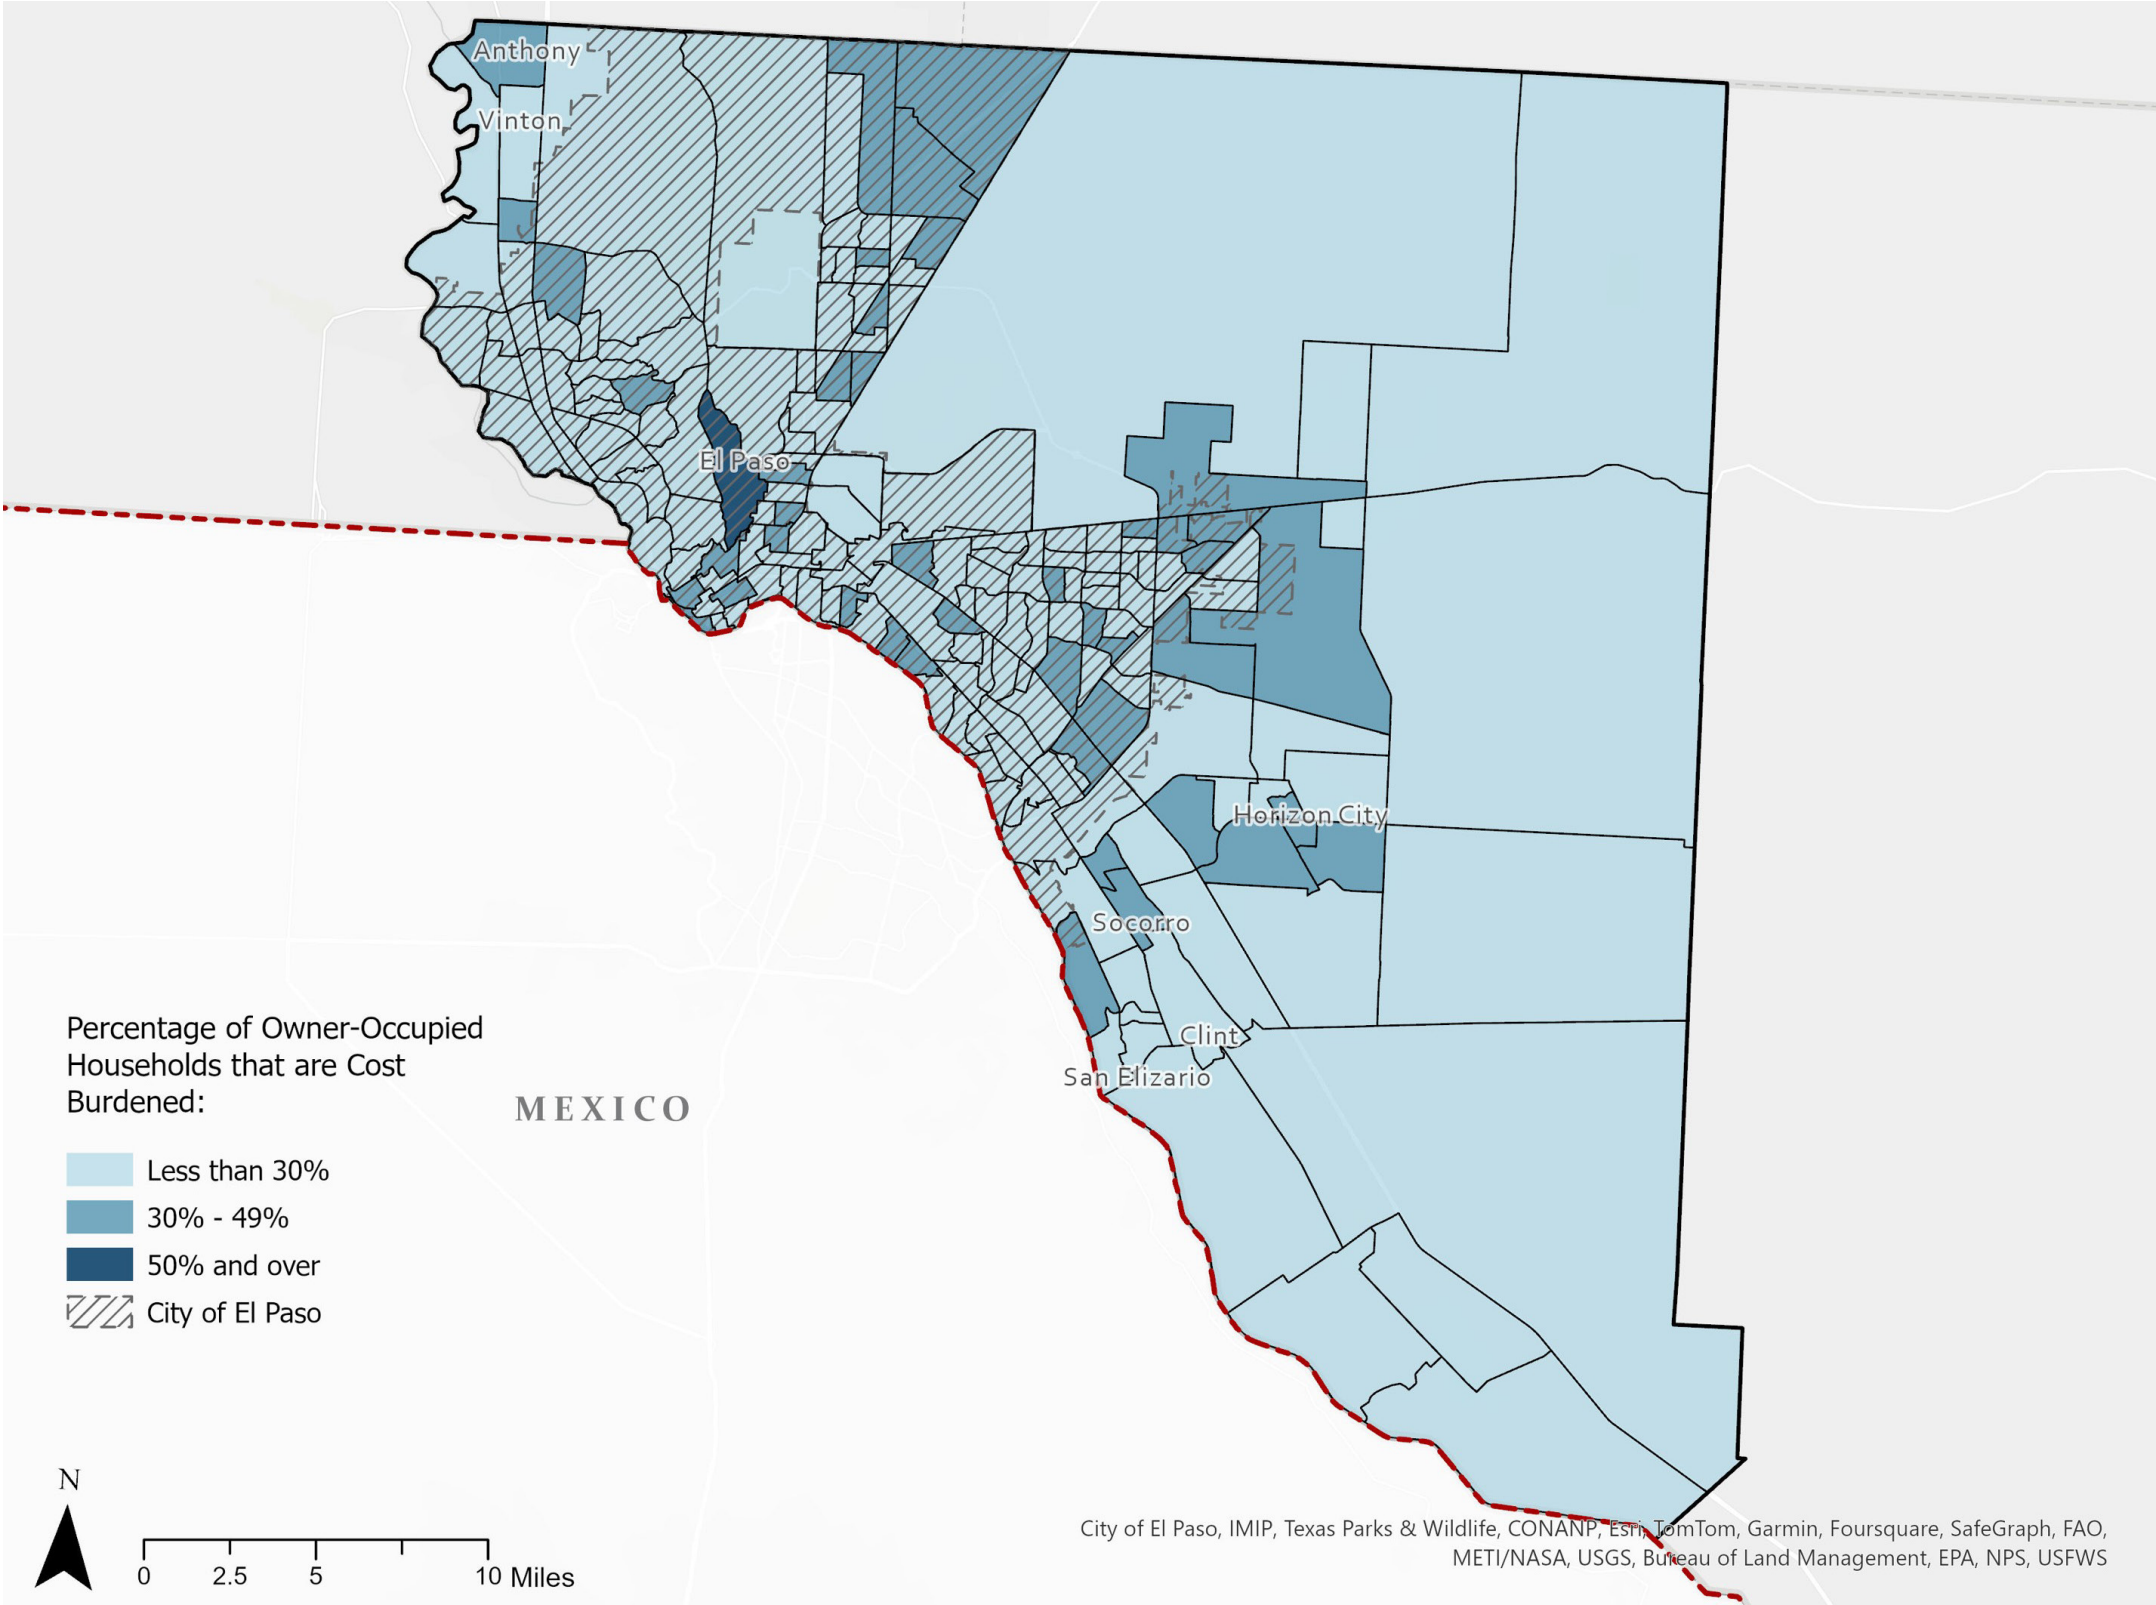 Anthony
Vinton
El Paso
Horizon City
Socorro
Clint
San Elizario
MEXICO
Percentage of Owner-Occupied
Households that are Cost
Burdened:
Less than 30%
30% - 49%
50% and over
City of El Paso
N
0 2.5 5 10 Miles
City of El Paso, IMIP, Texas Parks & Wildlife, CONANP, Esri, TomTom, Garmin, Foursquare, SafeGraph, FAO,
METI/NASA, USGS, Bureau of Land Management, EPA, NPS, USFWS